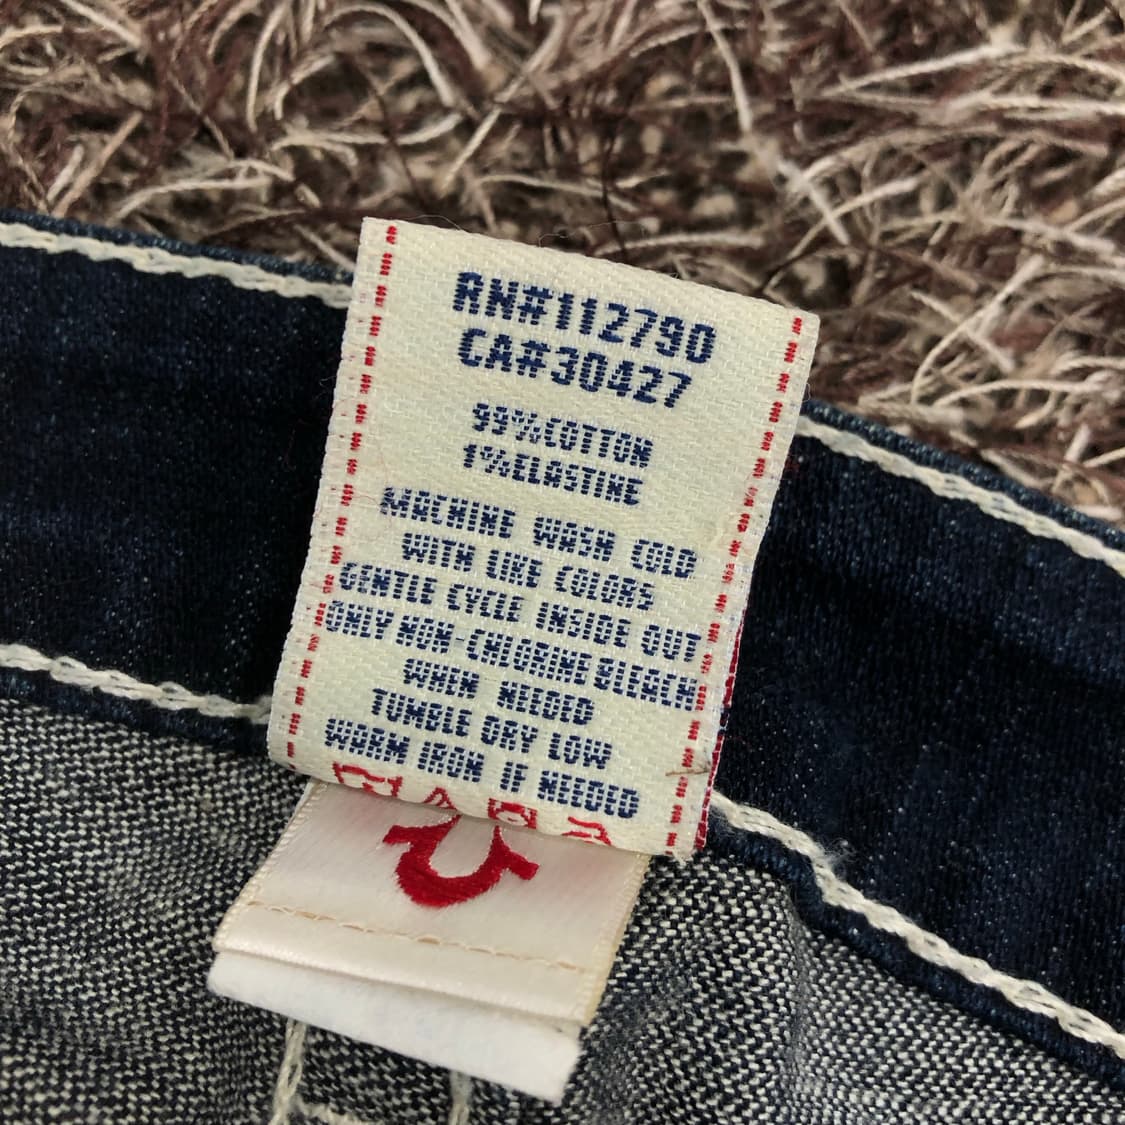 RN#112790
CA#30427
99%COTTON
1%ELASTINE
MACHINE WASH COLD
WITH LIKE COLORS
GENTLE CYCLE INSIDE OUT
ONLY NON-CHLORINE BLEACH
WHEN NEEDED
TUMBLE DRY LOW
WARM IRON IF NEEDED